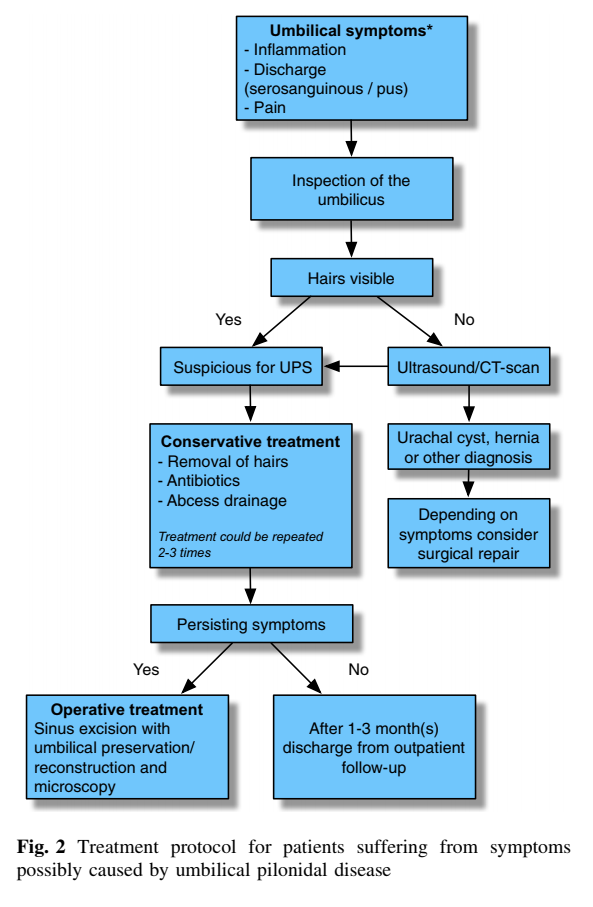 Umbilical symptoms*
- Inflammation
- Discharge
(serosanguinous / pus)
- Pain
Inspection of the
umbilicus
Hairs visible
Yes
No
Suspicious for UPS
Ultrasound/CT-scan
Conservative treatment
- Removal of hairs
- Antibiotics
- Abcess drainage
Treatment could be repeated
2-3 times
Urachal cyst, hernia
or other diagnosis
Depending on
symptoms consider
surgical repair
Persisting symptoms
Yes
No
Operative treatment
Sinus excision with
umbilical preservation/
reconstruction and
microscopy
After 1-3 month(s)
discharge from outpatient
follow-up
Fig. 2 Treatment protocol for patients suffering from symptoms
possibly caused by umbilical pilonidal disease